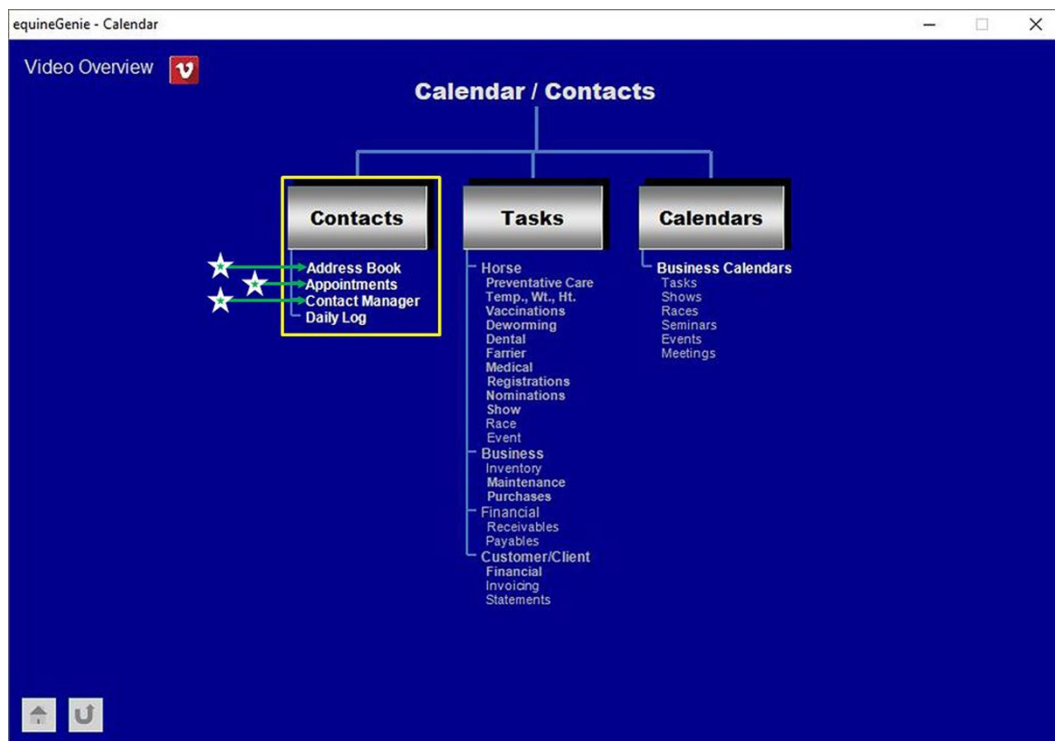 equineGenie - Calendar
Video Overview
Calendar / Contacts
Contacts
Address Book
Appointments
Contact Manager
Daily Log
Tasks
Horse
Preventative Care
Temp., Wt., Ht.
Vaccinations
Deworming
Dental
Farrier
Medical
Registrations
Nominations
Show
Race
Event
Business
Inventory
Maintenance
Purchases
Financial
Receivables
Payables
Customer/Client
Financial
Invoicing
Statements
Calendars
Business Calendars
Tasks
Shows
Races
Seminars
Events
Meetings